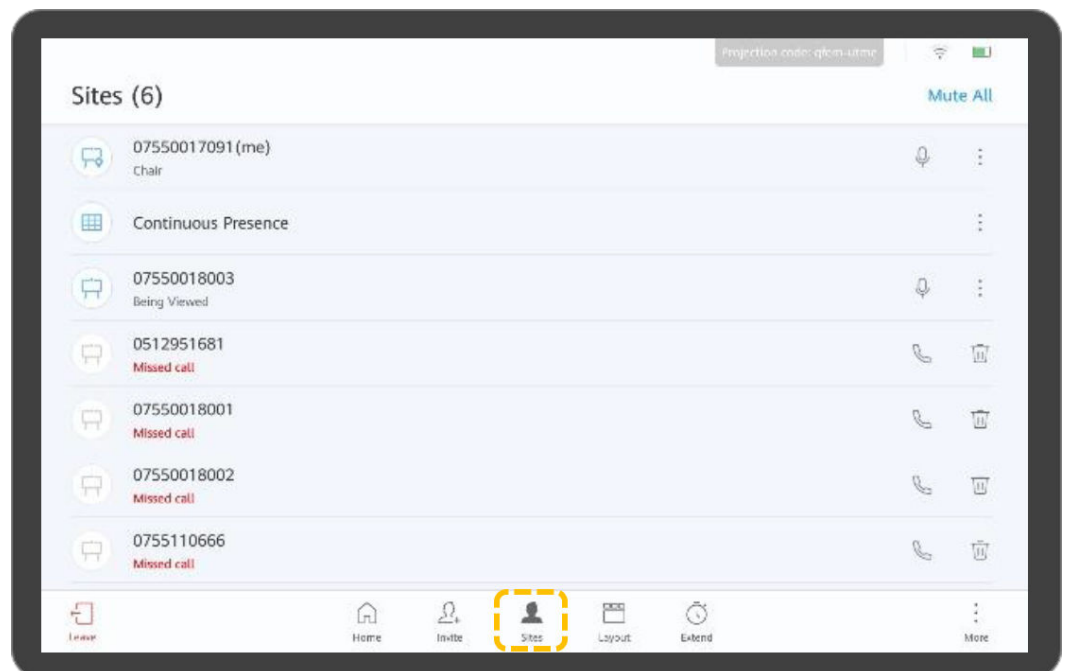 Projection code: qfcm-utmc
Sites (6)
Mute All
07550017091(me)
Chair
Continuous Presence
07550018003
Being Viewed
0512951681
Missed call
07550018001
Missed call
07550018002
Missed call
0755110666
Missed call
Leave
Home
Invite
Sites
Layout
Extend
More